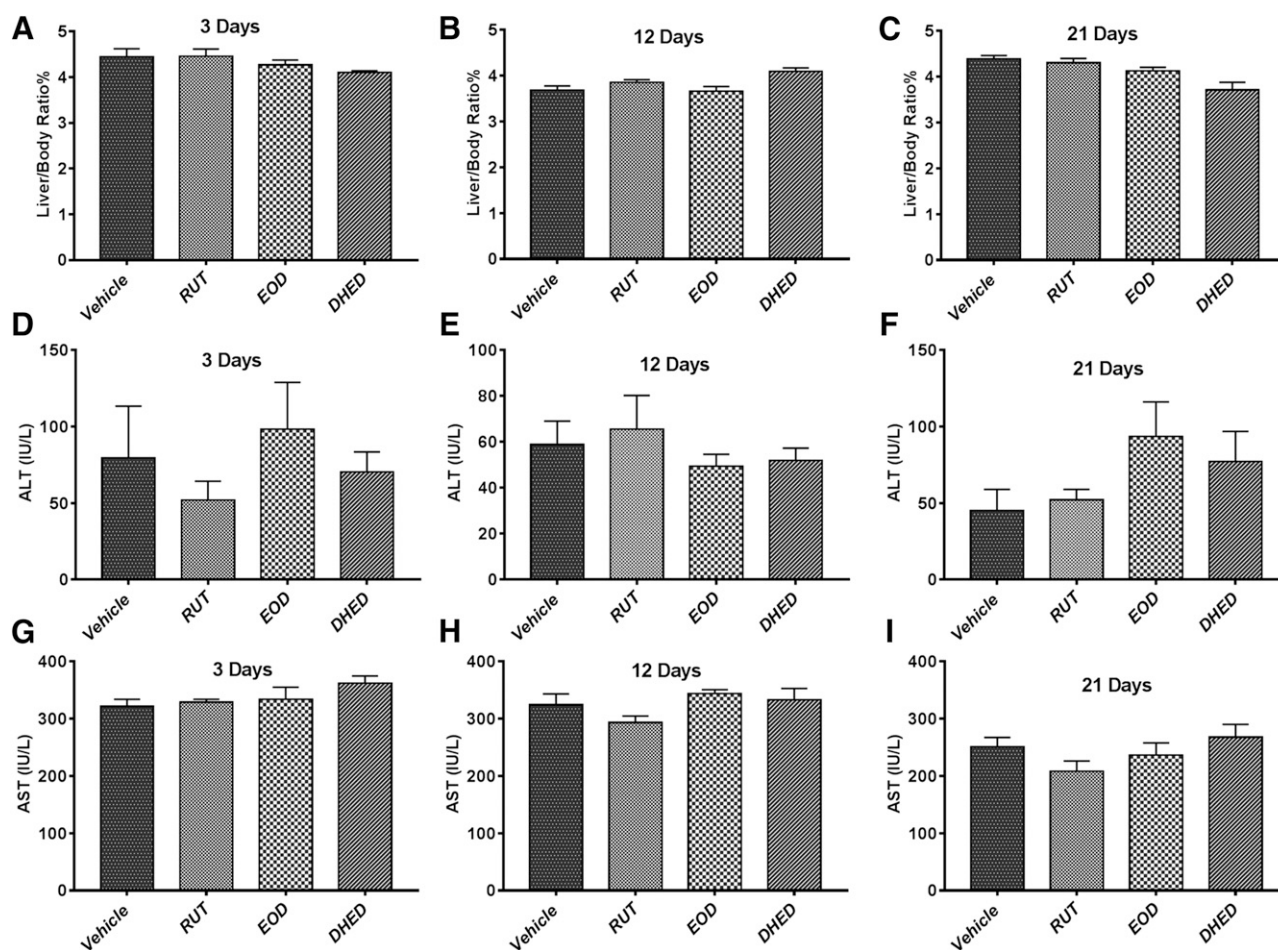 A
3 Days
Liver/Body Ratio%
5
4
3
2
1
0
Vehicle
RUT
EOD
DHED
B
12 Days
Liver/Body Ratio%
5
4
3
2
1
0
Vehicle
RUT
EOD
DHED
C
21 Days
Liver/Body Ratio%
5
4
3
2
1
0
Vehicle
RUT
EOD
DHED
D
3 Days
ALT (IU/L)
150
100
50
0
Vehicle
RUT
EOD
DHED
E
12 Days
ALT (IU/L)
100
80
60
40
20
0
Vehicle
RUT
EOD
DHED
F
21 Days
ALT (IU/L)
150
100
50
0
Vehicle
RUT
EOD
DHED
G
3 Days
AST (IU/L)
400
300
200
100
0
Vehicle
RUT
EOD
DHED
H
12 Days
AST (IU/L)
400
300
200
100
0
Vehicle
RUT
EOD
DHED
I
21 Days
AST (IU/L)
400
300
200
100
0
Vehicle
RUT
EOD
DHED